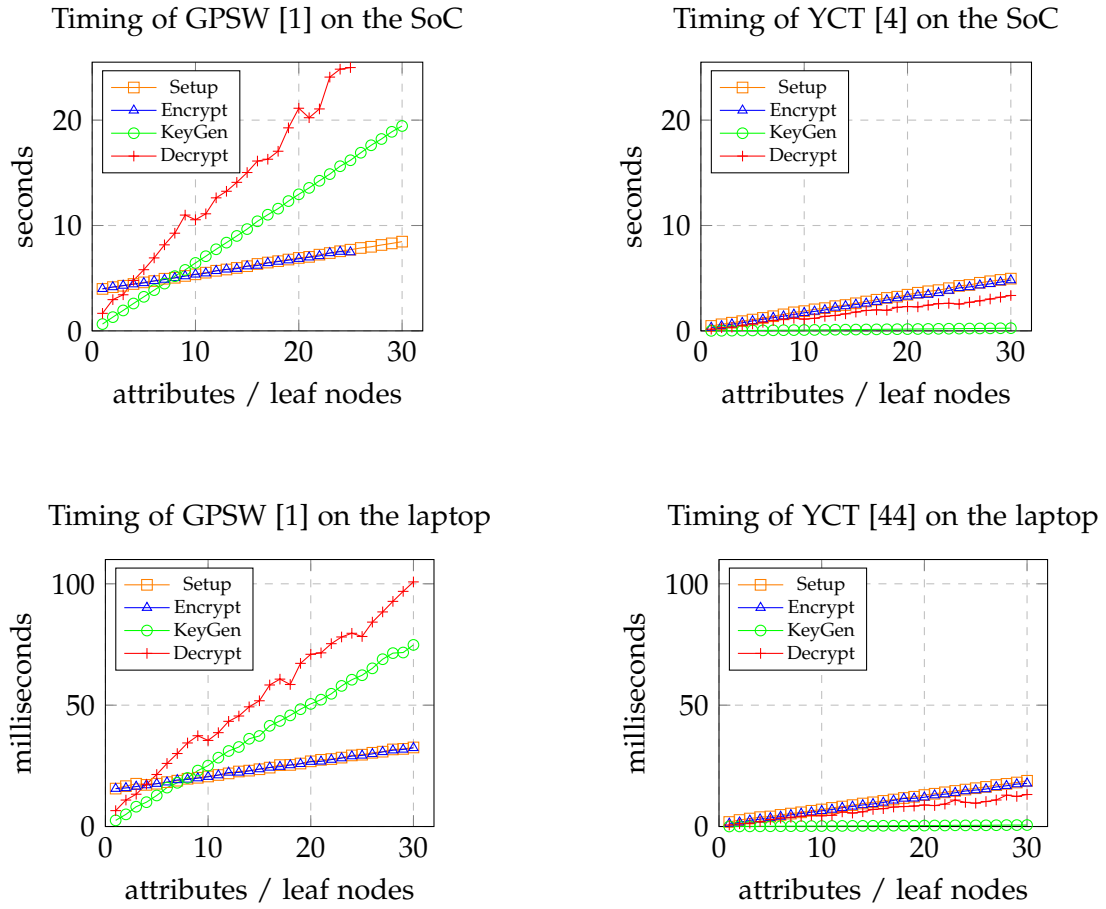 Timing of GPSW [1] on the SoC
Setup
Encrypt
KeyGen
Decrypt
seconds
20
10
0
0
10
20
30
attributes / leaf nodes
Timing of YCT [4] on the SoC
Setup
Encrypt
KeyGen
Decrypt
seconds
20
10
0
0
10
20
30
attributes / leaf nodes
Timing of GPSW [1] on the laptop
Setup
Encrypt
KeyGen
Decrypt
milliseconds
100
50
0
0
10
20
30
attributes / leaf nodes
Timing of YCT [44] on the laptop
Setup
Encrypt
KeyGen
Decrypt
milliseconds
100
50
0
0
10
20
30
attributes / leaf nodes